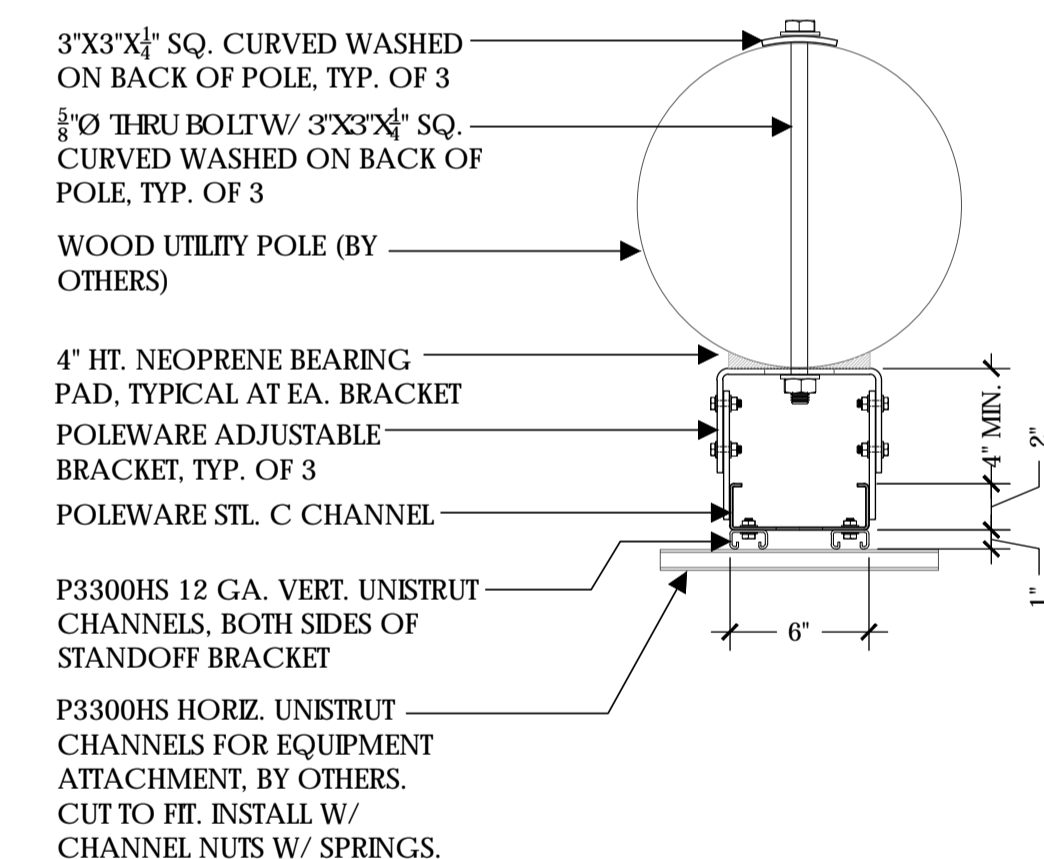 3"X3"X1/4" SQ. CURVED WASHED
ON BACK OF POLE, TYP. OF 3
5/8"Ø THRU BOLT W/ 3"X3"X1/4" SQ.
CURVED WASHED ON BACK OF
POLE, TYP. OF 3
WOOD UTILITY POLE (BY
OTHERS)
4" HT. NEOPRENE BEARING
PAD, TYPICAL AT EA. BRACKET
POLEWARE ADJUSTABLE
BRACKET, TYP. OF 3
POLEWARE STL. C CHANNEL
P3300HS 12 GA. VERT. UNISTRUT
CHANNELS, BOTH SIDES OF
STANDOFF BRACKET
P3300HS HORIZ. UNISTRUT
CHANNELS FOR EQUIPMENT
ATTACHMENT, BY OTHERS.
CUT TO FIT. INSTALL W/
CHANNEL NUTS W/ SPRINGS.
4" MIN.
2"
1"
6"